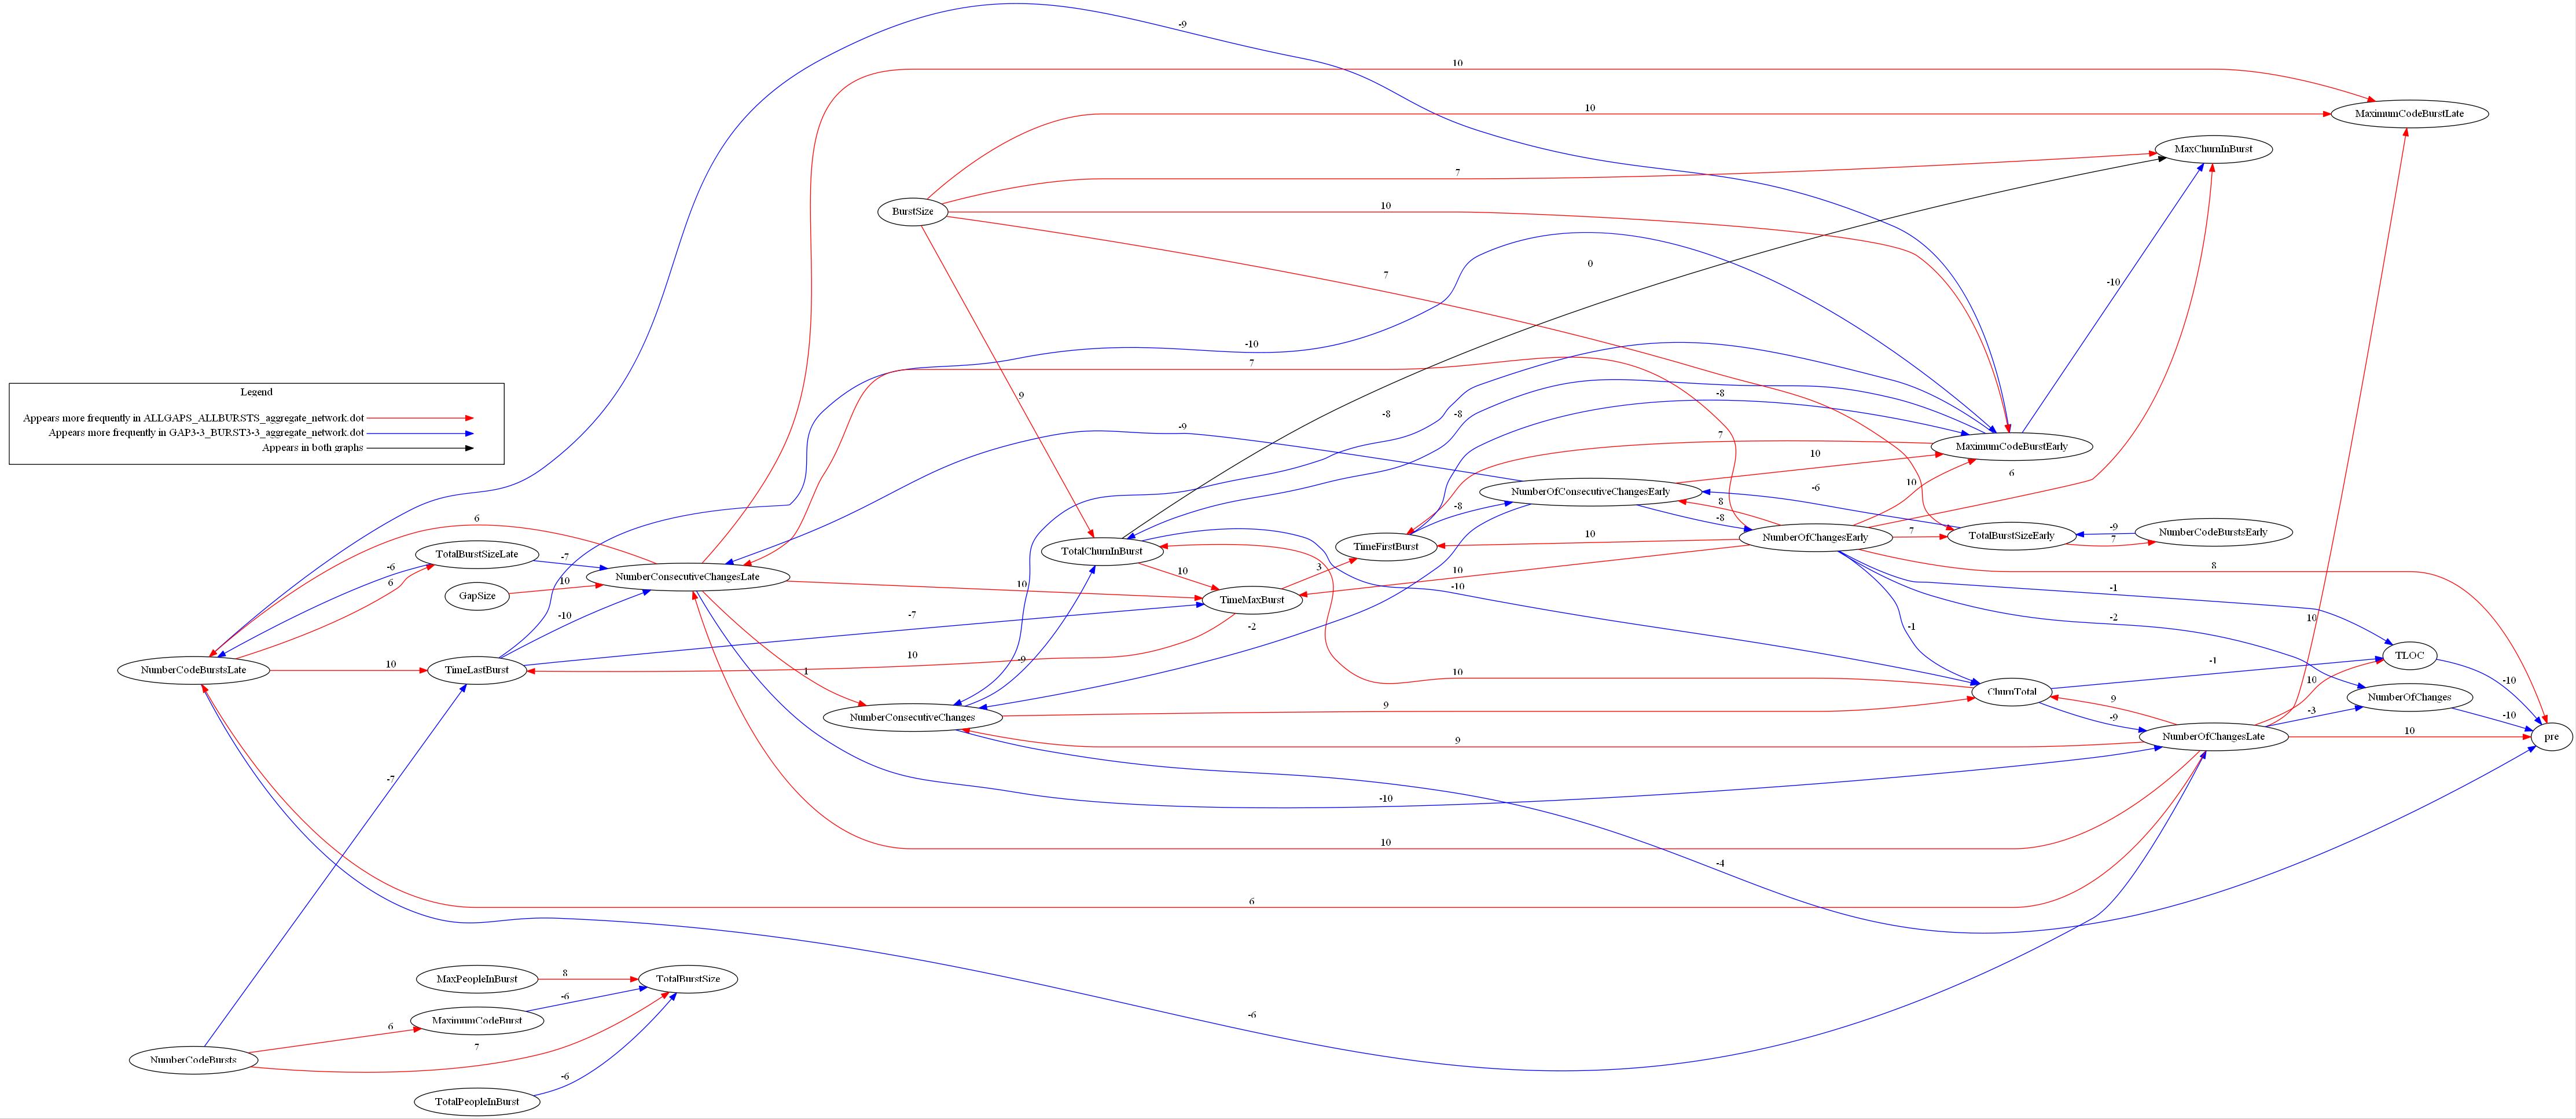 -9
10
MaximumCodeBurstLate
10
MaxChurnInBurst
7
BurstSize
10
0
7
-10
-10
7
Legend
Appears more frequently in ALLGAPS_ALLBURSTS_aggregate_network.dot
Appears more frequently in GAP3-3_BURST3-3_aggregate_network.dot
Appears in both graphs
9
-8
-8
-8
-9
7
MaximumCodeBurstEarly
10
6
10
NumberOfConsecutiveChangesEarly
-6
8
-8
-8
6
7
-9
NumberCodeBurstsEarly
7
TotalBurstSizeEarly
NumberOfChangesEarly
10
TimeFirstBurst
TotalChurnInBurst
TotalBurstSizeLate
-7
-6
6
10
GapSize
NumberConsecutiveChangesLate
10
10
3
10
-10
8
TimeMaxBurst
-1
-10
-7
-2
-1
-2
10
NumberCodeBurstsLate
10
TimeLastBurst
10
-9
1
10
-1
TLOC
10
-10
ChurnTotal
NumberOfChanges
NumberConsecutiveChanges
9
9
-9
-3
-10
9
NumberOfChangesLate
10
pre
-7
-10
10
-4
6
MaxPeopleInBurst
8
TotalBurstSize
-6
MaximumCodeBurst
6
-6
7
NumberCodeBursts
-6
TotalPeopleInBurst